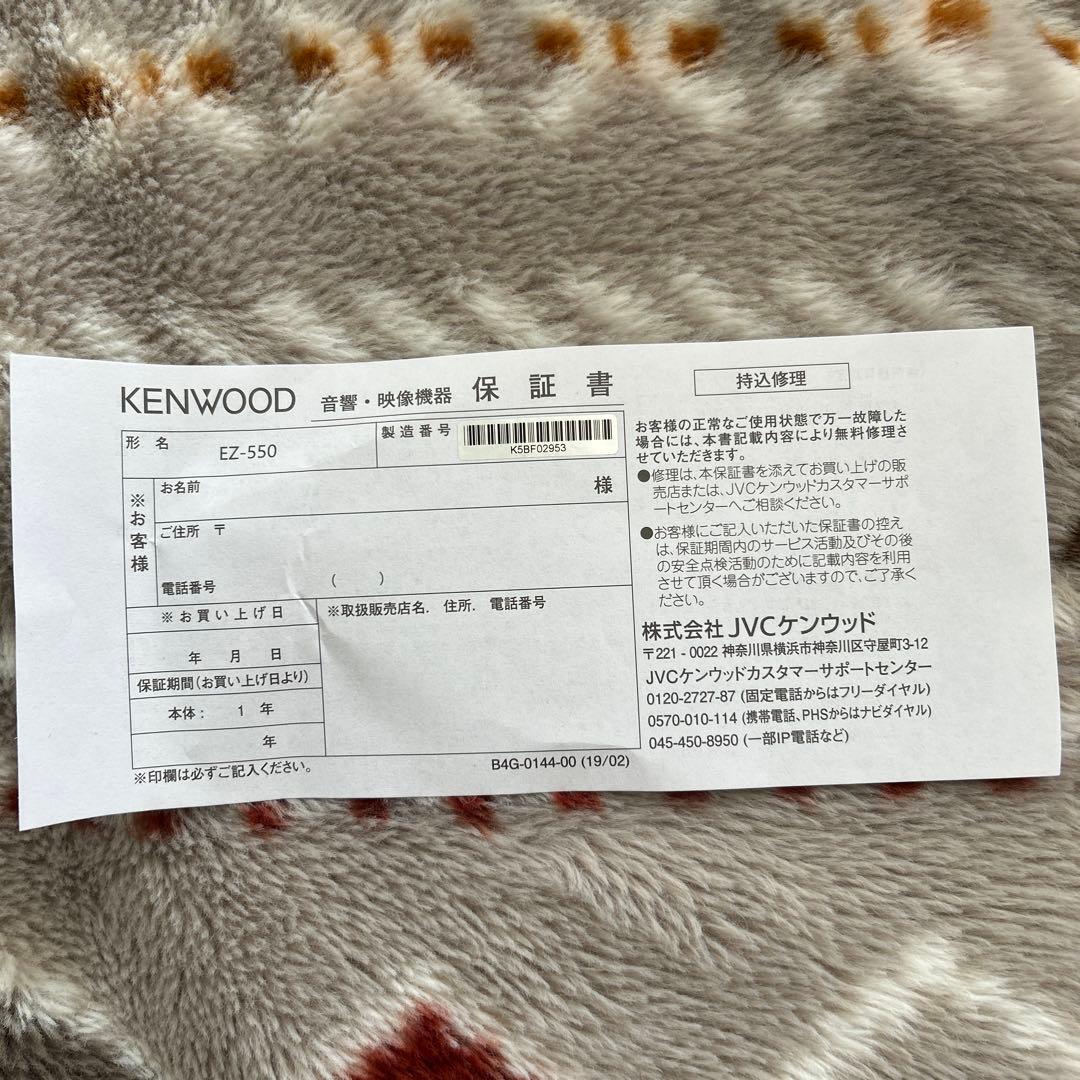 KENWOOD 音響・映像機器 保証書
持込修理
形 名 EZ-550
製造番号 K5BF02953
※お客様
お名前 様
ご住所 〒
電話番号 ( )
※お買い上げ日
年 月 日
保証期間(お買い上げ日より)
本体: 1 年
年
※取扱販売店名. 住所. 電話番号
※印欄は必ずご記入ください。
B4G-0144-00 (19/02)
お客様の正常なご使用状態で万一故障した
場合には、本書記載内容により無料修理さ
せていただきます。
●修理は、本保証書を添えてお買い上げの販
売店または、JVCケンウッドカスタマーサポ
ートセンターへご相談ください。
●お客様にご記入いただいた保証書の控え
は、保証期間内のサービス活動及びその後
の安全点検活動のために記載内容を利用
させて頂く場合がございますので、ご了承く
ださい。
株式会社 JVCケンウッド
〒221-0022 神奈川県横浜市神奈川区守屋町3-12
JVCケンウッドカスタマーサポートセンター
0120-2727-87 (固定電話からはフリーダイヤル)
0570-010-114 (携帯電話、PHSからはナビダイヤル)
045-450-8950 (一部IP電話など)